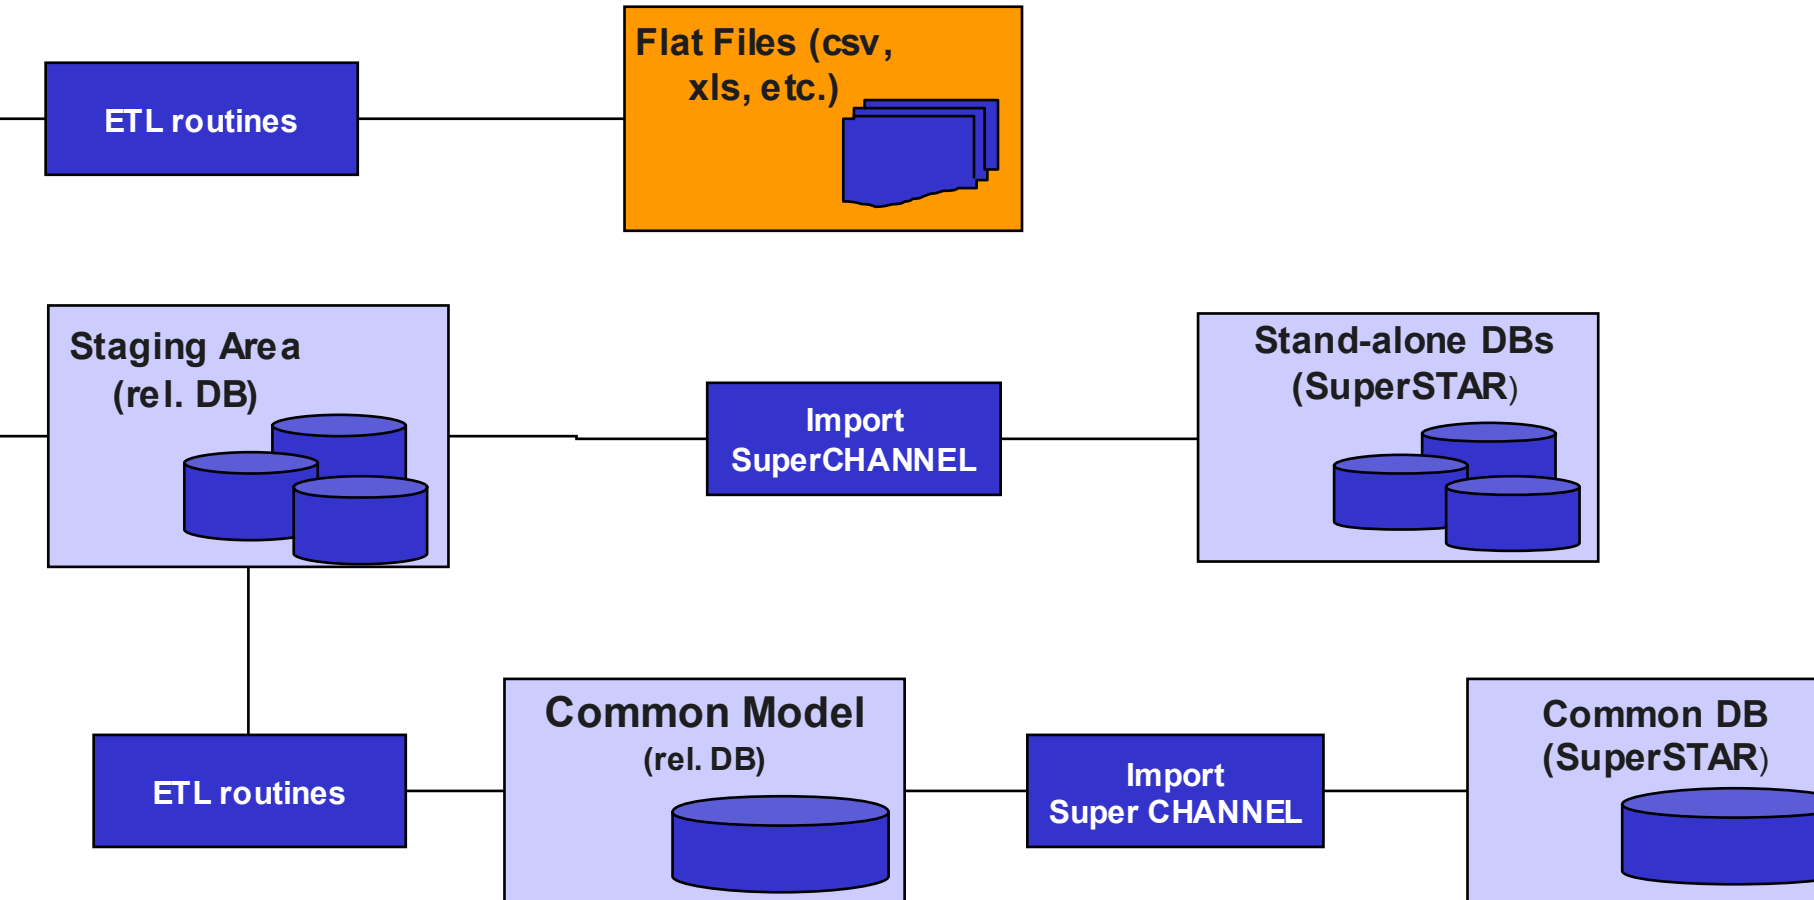 Flat Files (csv,
xls, etc.)
ETL routines
Staging Area
(rel. DB)
Import
SuperCHANNEL
Stand-alone DBs
(SuperSTAR)
ETL routines
Common Model
(rel. DB)
Import
Super CHANNEL
Common DB
(SuperSTAR)